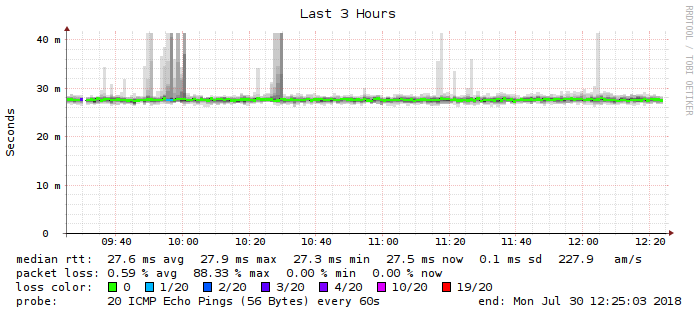 Last 3 Hours
RRDTOOL / TOBI OETIKER
Seconds
40 m
30 m
20 m
10 m
0
09:40 10:00 10:20 10:40 11:00 11:20 11:40 12:00 12:20
median rtt: 27.6 ms avg 27.9 ms max 27.3 ms min 27.5 ms now 0.1 ms sd 227.9 am/s
packet loss: 0.59 % avg 88.33 % max 0.00 % min 0.00 % now
loss color: 0 1/20 2/20 3/20 4/20 10/20 19/20
probe: 20 ICMP Echo Pings (56 Bytes) every 60s end: Mon Jul 30 12:25:03 2018